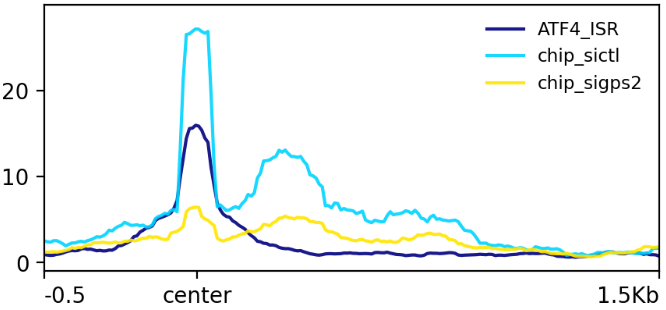 ATF4_ISR
chip_sictl
chip_sigps2
20
10
0
-0.5 center 1.5Kb